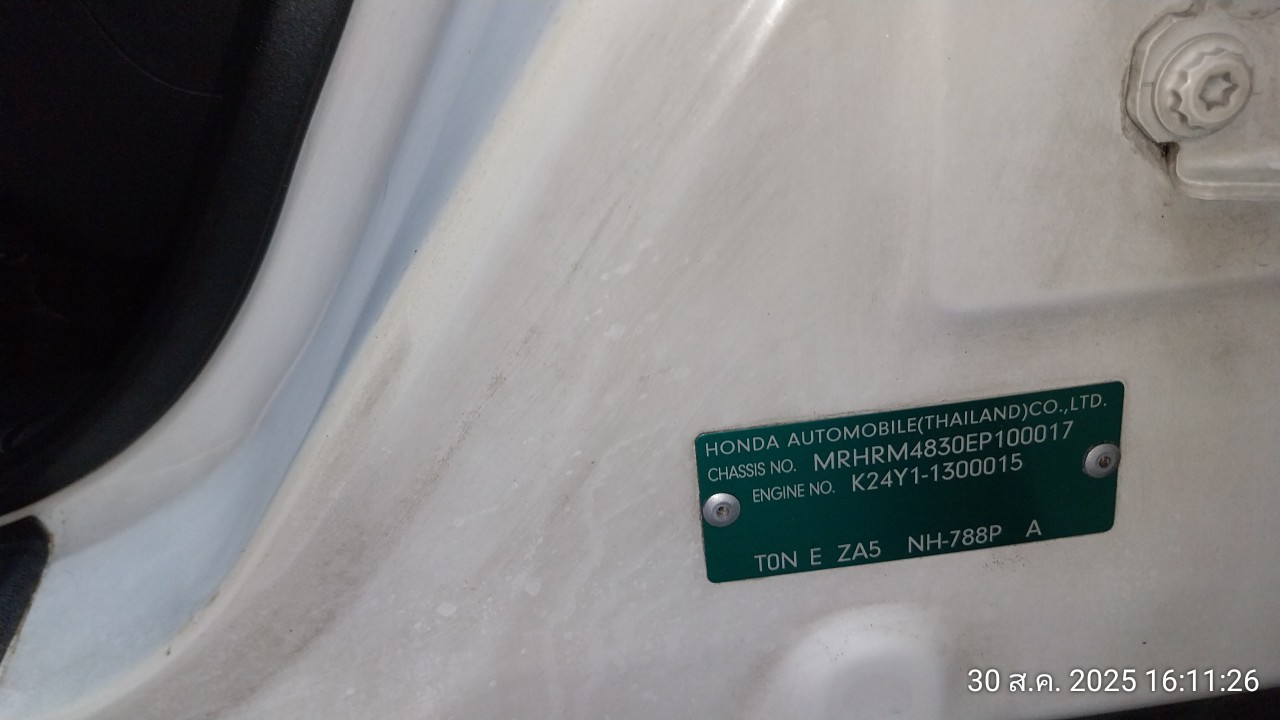 HONDA AUTOMOBILE(THAILAND)CO.,LTD.
CHASSIS NO. MRHRM4830EP100017
ENGINE NO. K24Y1-1300015
T0N E ZA5 NH-788P A
30 ส.ค. 2025 16:11:26